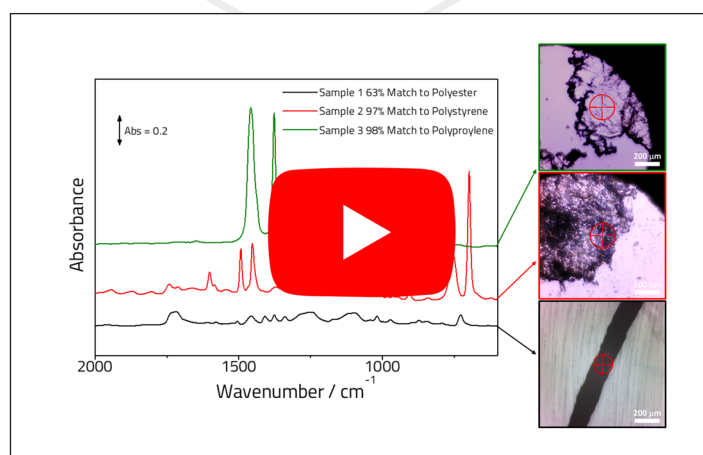 Sample 1 63% Match to Polyester
Sample 2 97% Match to Polystyrene
Sample 3 98% Match to Polyproylene
Abs = 0.2
Absorbance
2000
1500
1000
Wavenumber / cm⁻¹
200 µm
200 µm
200 µm